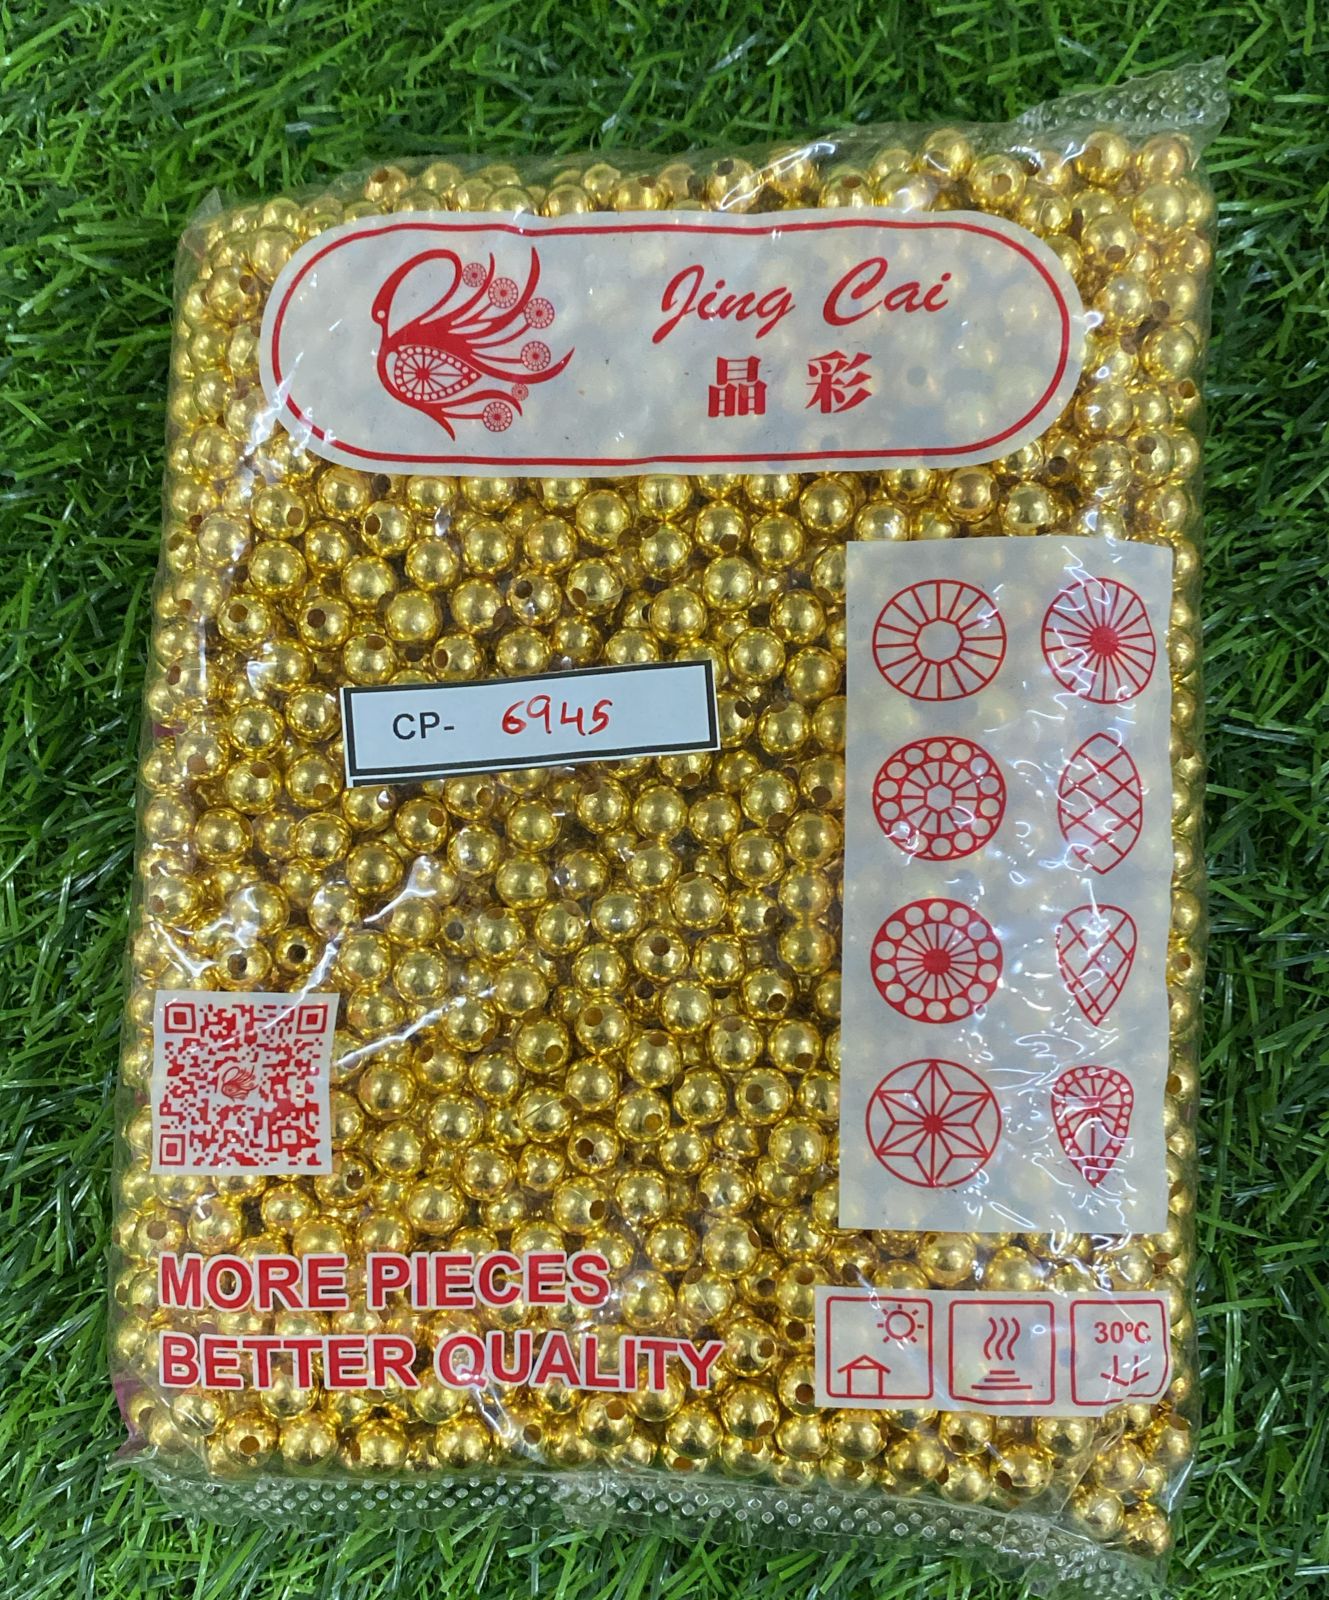 Jing Cai
晶彩
CP- 6945
MORE PIECES
BETTER QUALITY
30°C